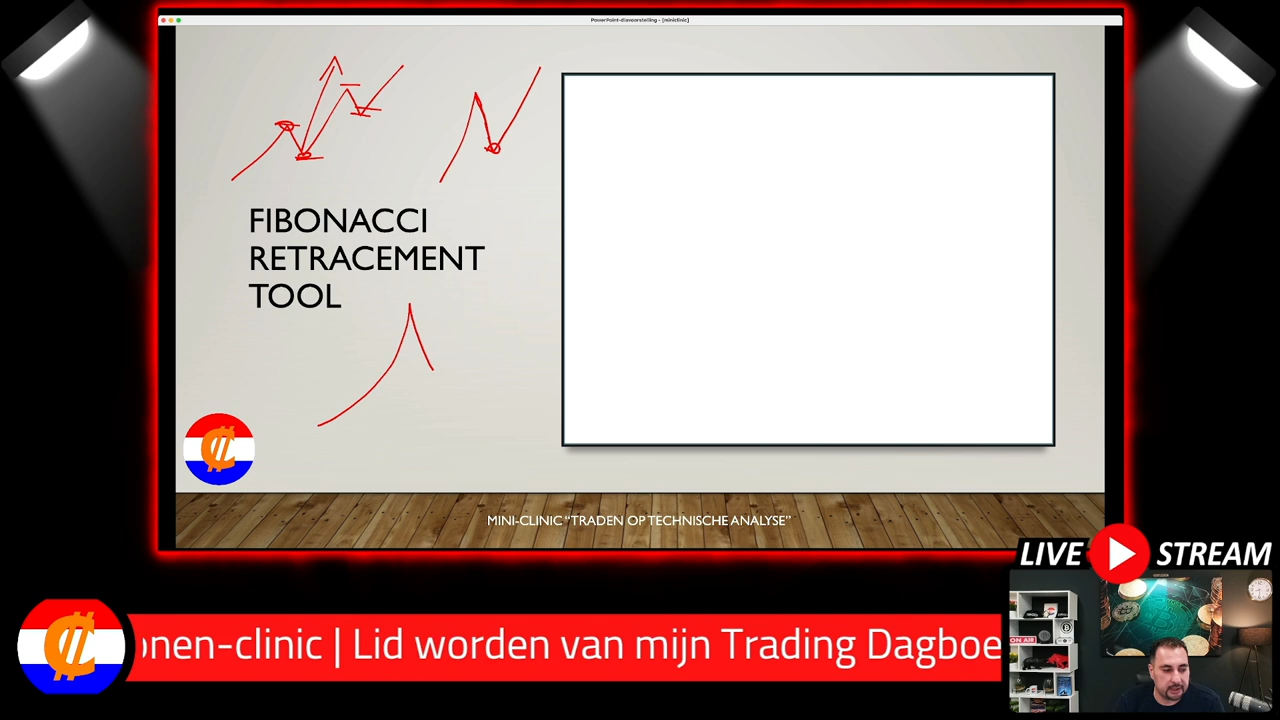 PowerPoint-diavoorstelling - [miniclinic]
FIBONACCI
RETRACEMENT
TOOL
MINI-CLINIC “TRADEN OP TECHNISCHE ANALYSE”
LIVE STREAM
onen-clinic | Lid worden van mijn Trading Dagboe
ON AIR